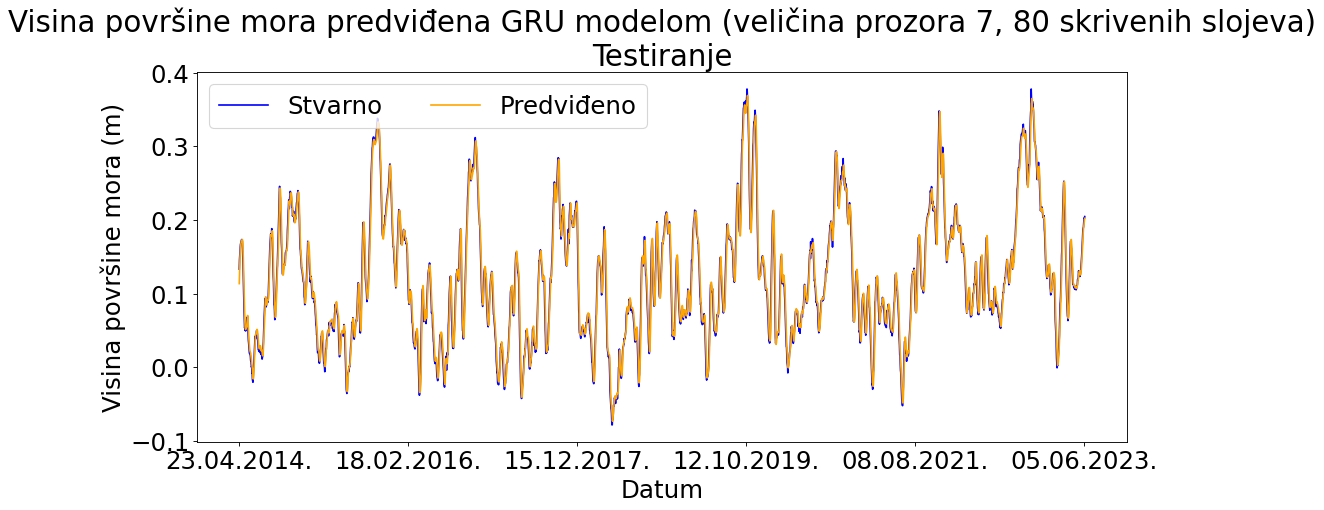 Visina površine mora predviđena GRU modelom (veličina prozora 7, 80 skrivenih slojeva)
Testiranje
Stvarno
Predviđeno
Visina površine mora (m)
0.4
0.3
0.2
0.1
0.0
−0.1
23.04.2014.
18.02.2016.
15.12.2017.
12.10.2019.
08.08.2021.
05.06.2023.
Datum